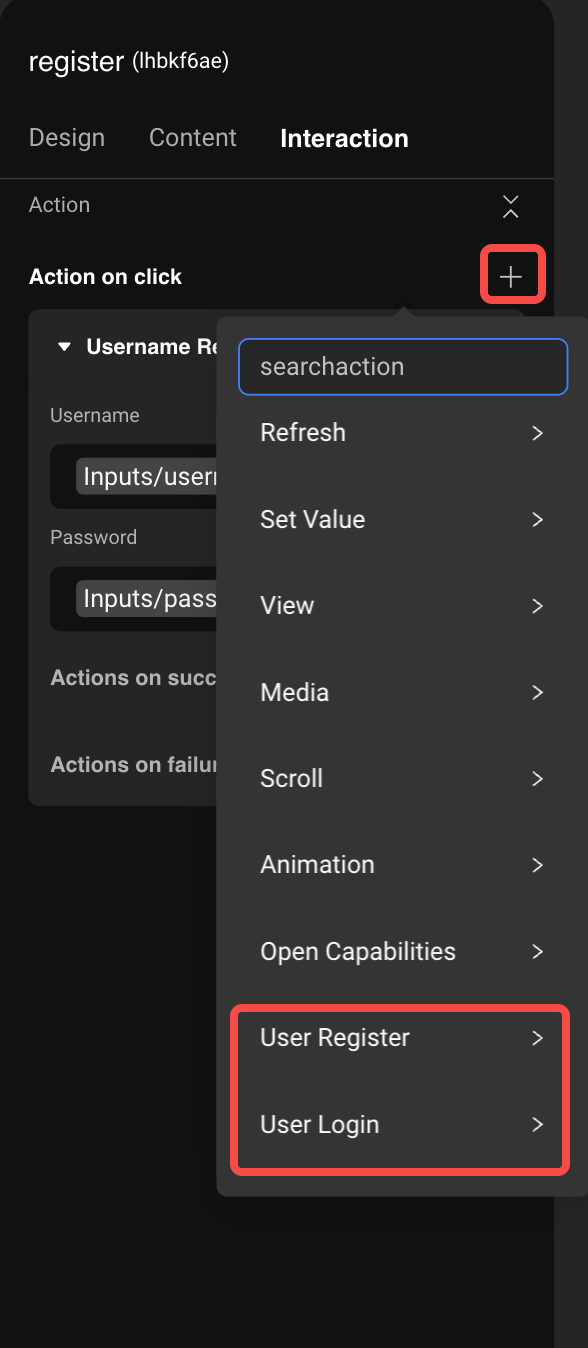 register (lhbkf6ae)
Design Content Interaction
Action
Action on click
Username Re
searchaction
Username
Inputs/usern
Password
Inputs/pass
Actions on succ
Actions on failur
Refresh
Set Value
View
Media
Scroll
Animation
Open Capabilities
User Register
User Login